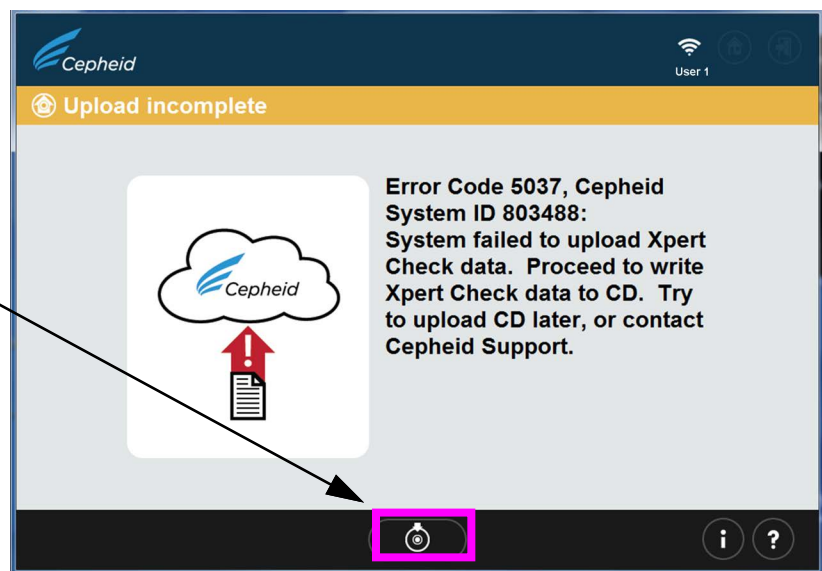 Cepheid
User 1
Upload incomplete
Error Code 5037, Cepheid
System ID 803488:
System failed to upload Xpert
Check data.  Proceed to write
Xpert Check data to CD.  Try
to upload CD later, or contact
Cepheid Support.
Cepheid
!
i ?